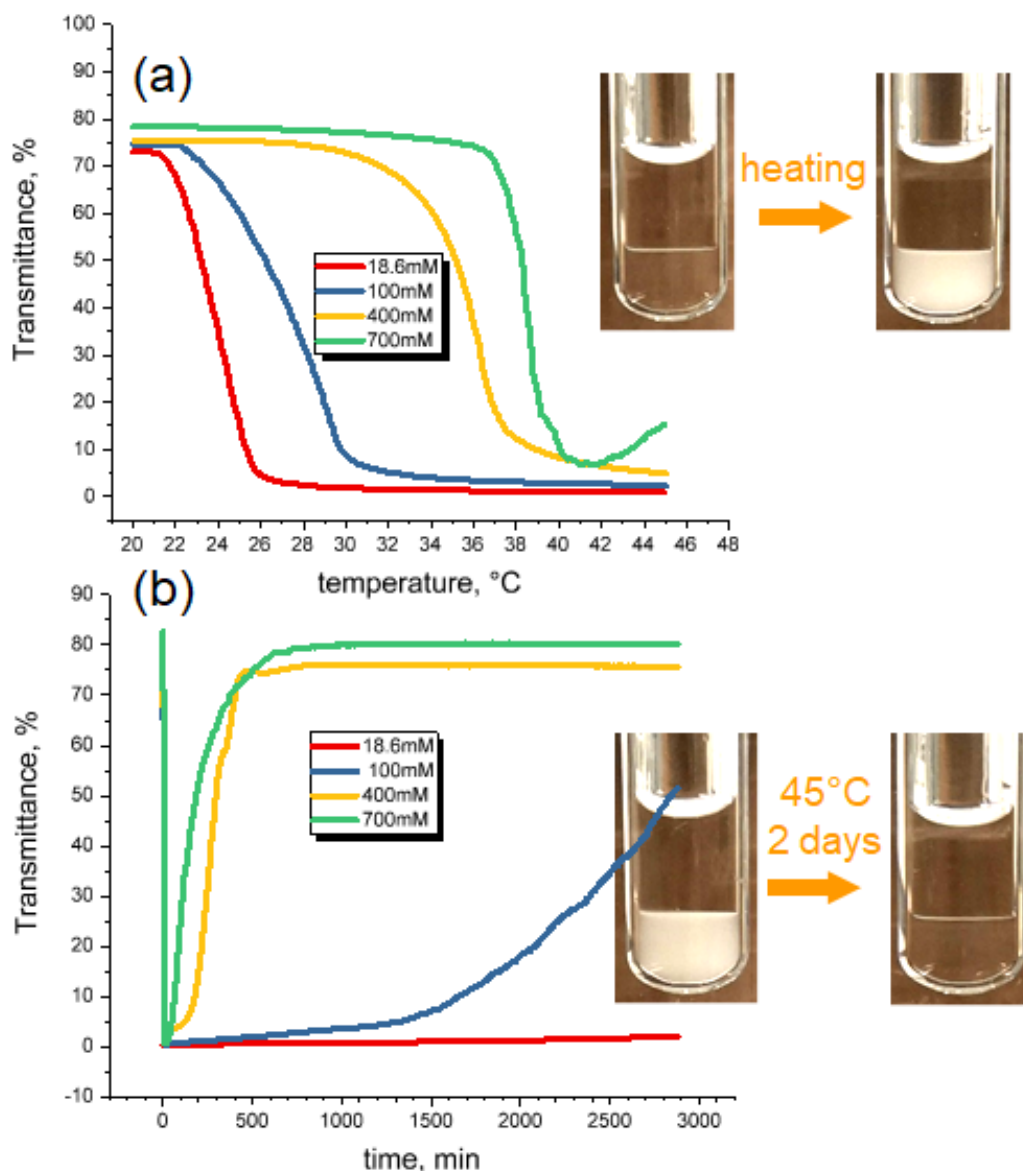 (a)
Transmittance, %
100
90
80
70
60
50
40
30
20
10
0
18.6mM
100mM
400mM
700mM
heating
20 22 24 26 28 30 32 34 36 38 40 42 44 46 48
temperature, °C
(b)
Transmittance, %
90
80
70
60
50
40
30
20
10
0
-10
18.6mM
100mM
400mM
700mM
45°C
2 days
0 500 1000 1500 2000 2500 3000
time, min